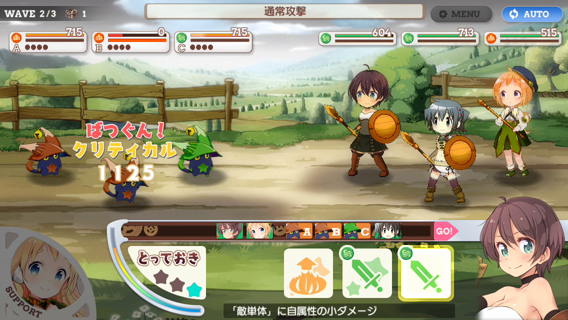 WAVE 2/3 1
通常攻撃
MENU
AUTO
715
A
0
B
715
C
604
713
515
ばつぐん!
クリティカル
1125
A
B
C
GO!
とっておき
SUPPORT
「敵単体」に自属性の小ダメージ